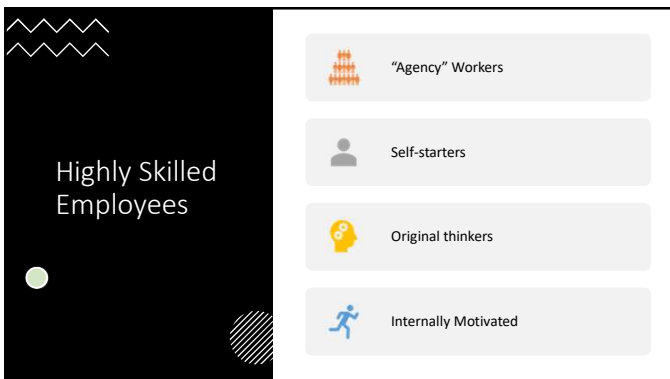 Highly Skilled
Employees
“Agency” Workers
Self-starters
Original thinkers
Internally Motivated